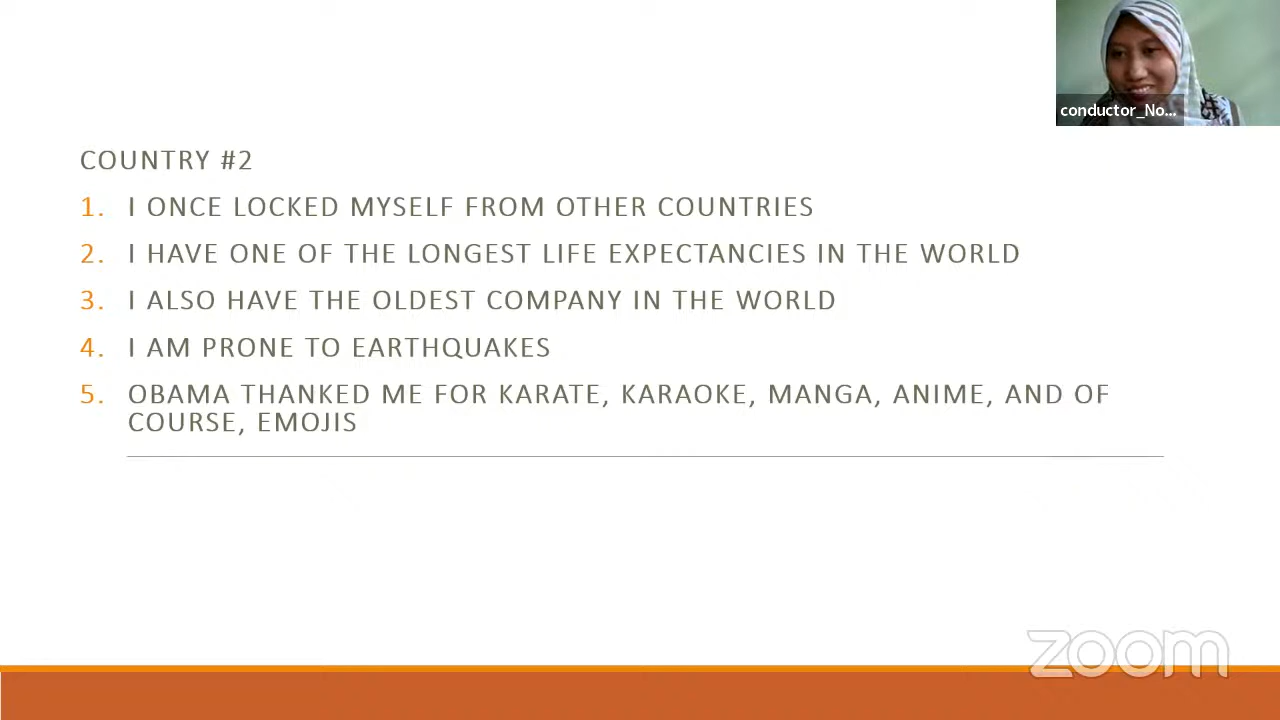 conductor_No...
COUNTRY #2
1. I ONCE LOCKED MYSELF FROM OTHER COUNTRIES
2. I HAVE ONE OF THE LONGEST LIFE EXPECTANCIES IN THE WORLD
3. I ALSO HAVE THE OLDEST COMPANY IN THE WORLD
4. I AM PRONE TO EARTHQUAKES
5. OBAMA THANKED ME FOR KARATE, KARAOKE, MANGA, ANIME, AND OF
COURSE, EMOJIS
zoom